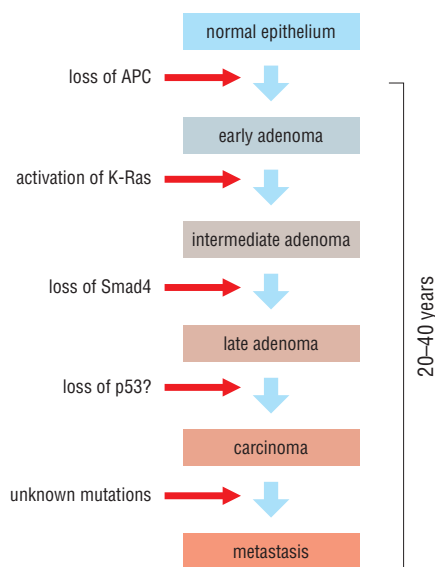 normal epithelium
loss of APC
early adenoma
activation of K-Ras
intermediate adenoma
loss of Smad4
late adenoma
loss of p53?
carcinoma
unknown mutations
metastasis
20–40 years